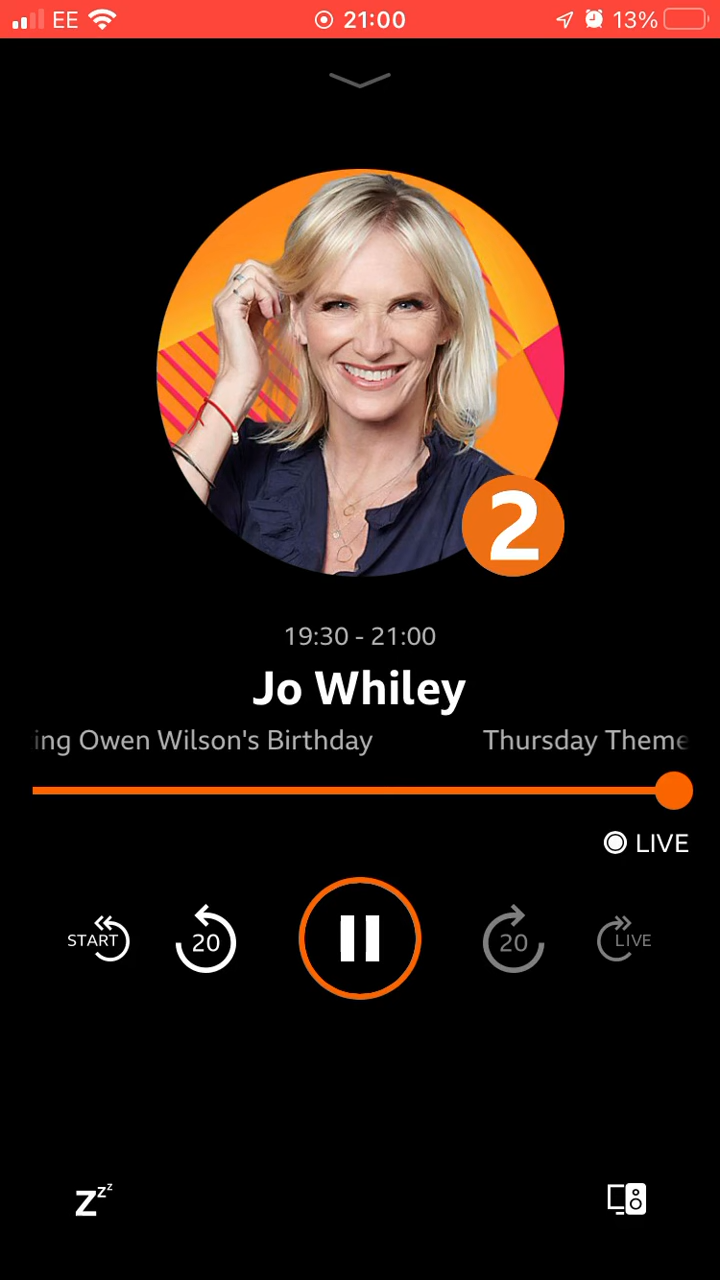 EE 21:00 13%
2
19:30 - 21:00
Jo Whiley
ing Owen Wilson's Birthday Thursday Theme
LIVE
START 20 20 LIVE
Zzz